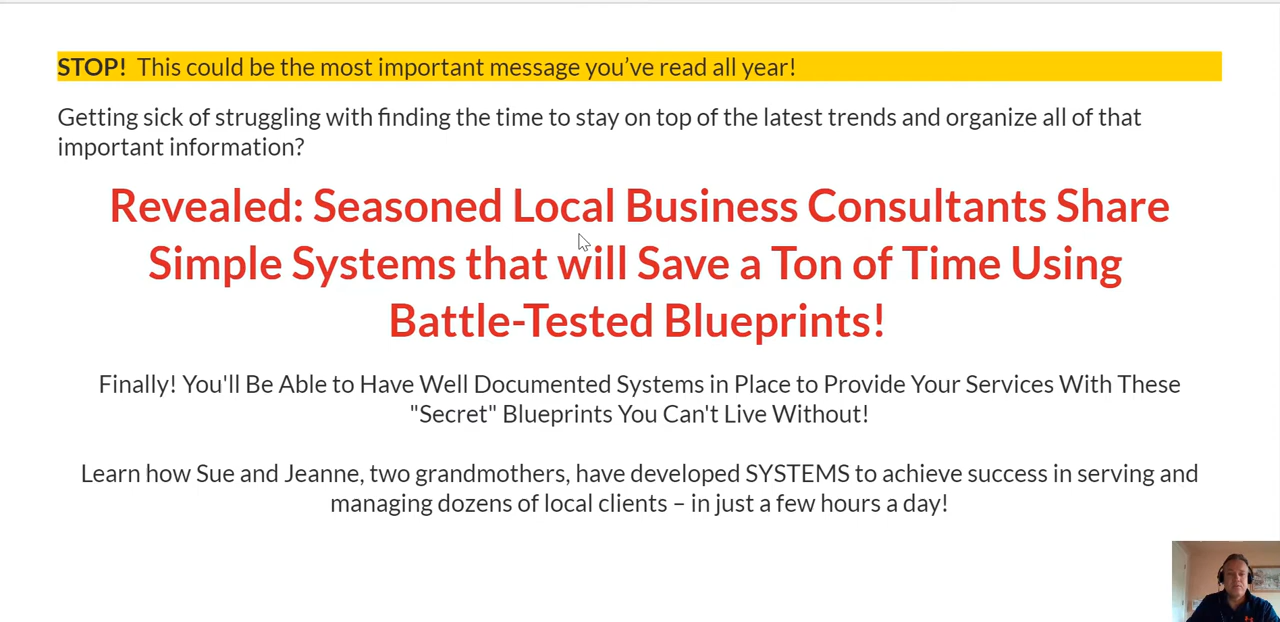 STOP!  This could be the most important message you’ve read all year!
Getting sick of struggling with finding the time to stay on top of the latest trends and organize all of that
important information?
Revealed: Seasoned Local Business Consultants Share
Simple Systems that will Save a Ton of Time Using
Battle-Tested Blueprints!
Finally! You'll Be Able to Have Well Documented Systems in Place to Provide Your Services With These
"Secret" Blueprints You Can't Live Without!
Learn how Sue and Jeanne, two grandmothers, have developed SYSTEMS to achieve success in serving and
managing dozens of local clients – in just a few hours a day!